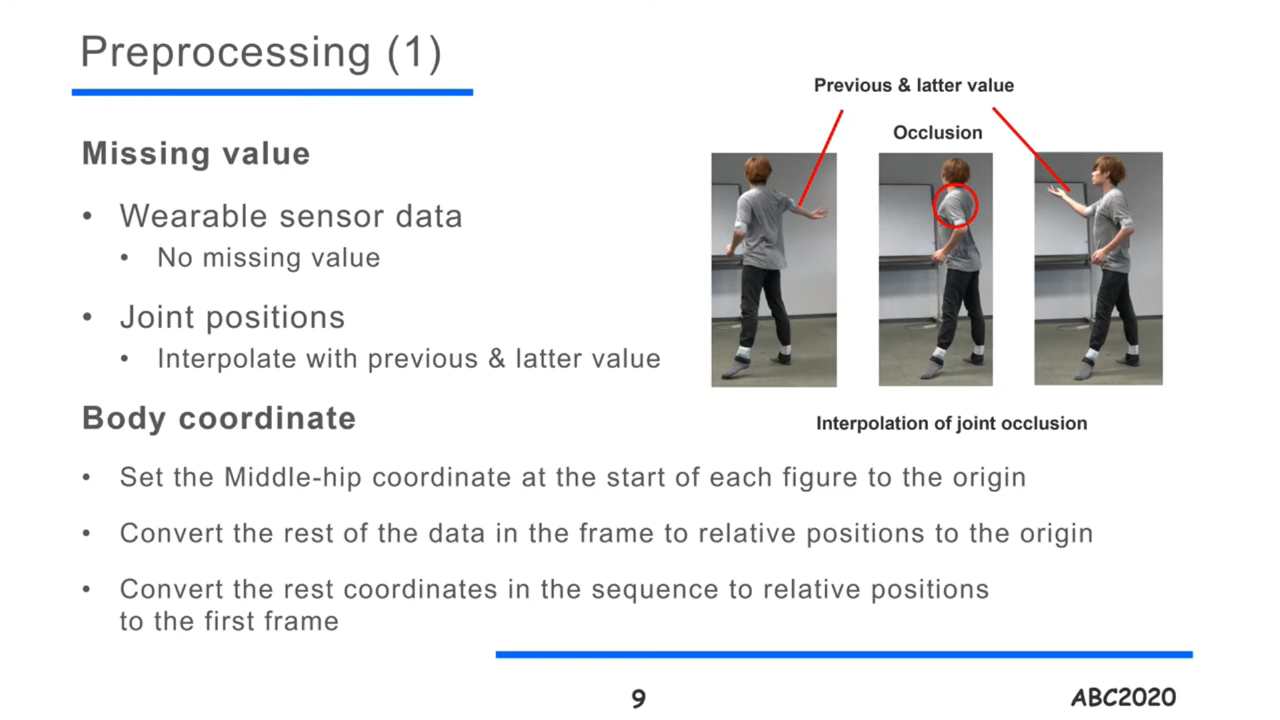 Preprocessing (1)
Missing value
• Wearable sensor data
• No missing value
• Joint positions
• Interpolate with previous & latter value
Previous & latter value
Occlusion
Interpolation of joint occlusion
Body coordinate
• Set the Middle-hip coordinate at the start of each figure to the origin
• Convert the rest of the data in the frame to relative positions to the origin
• Convert the rest coordinates in the sequence to relative positions
to the first frame
9
ABC2020